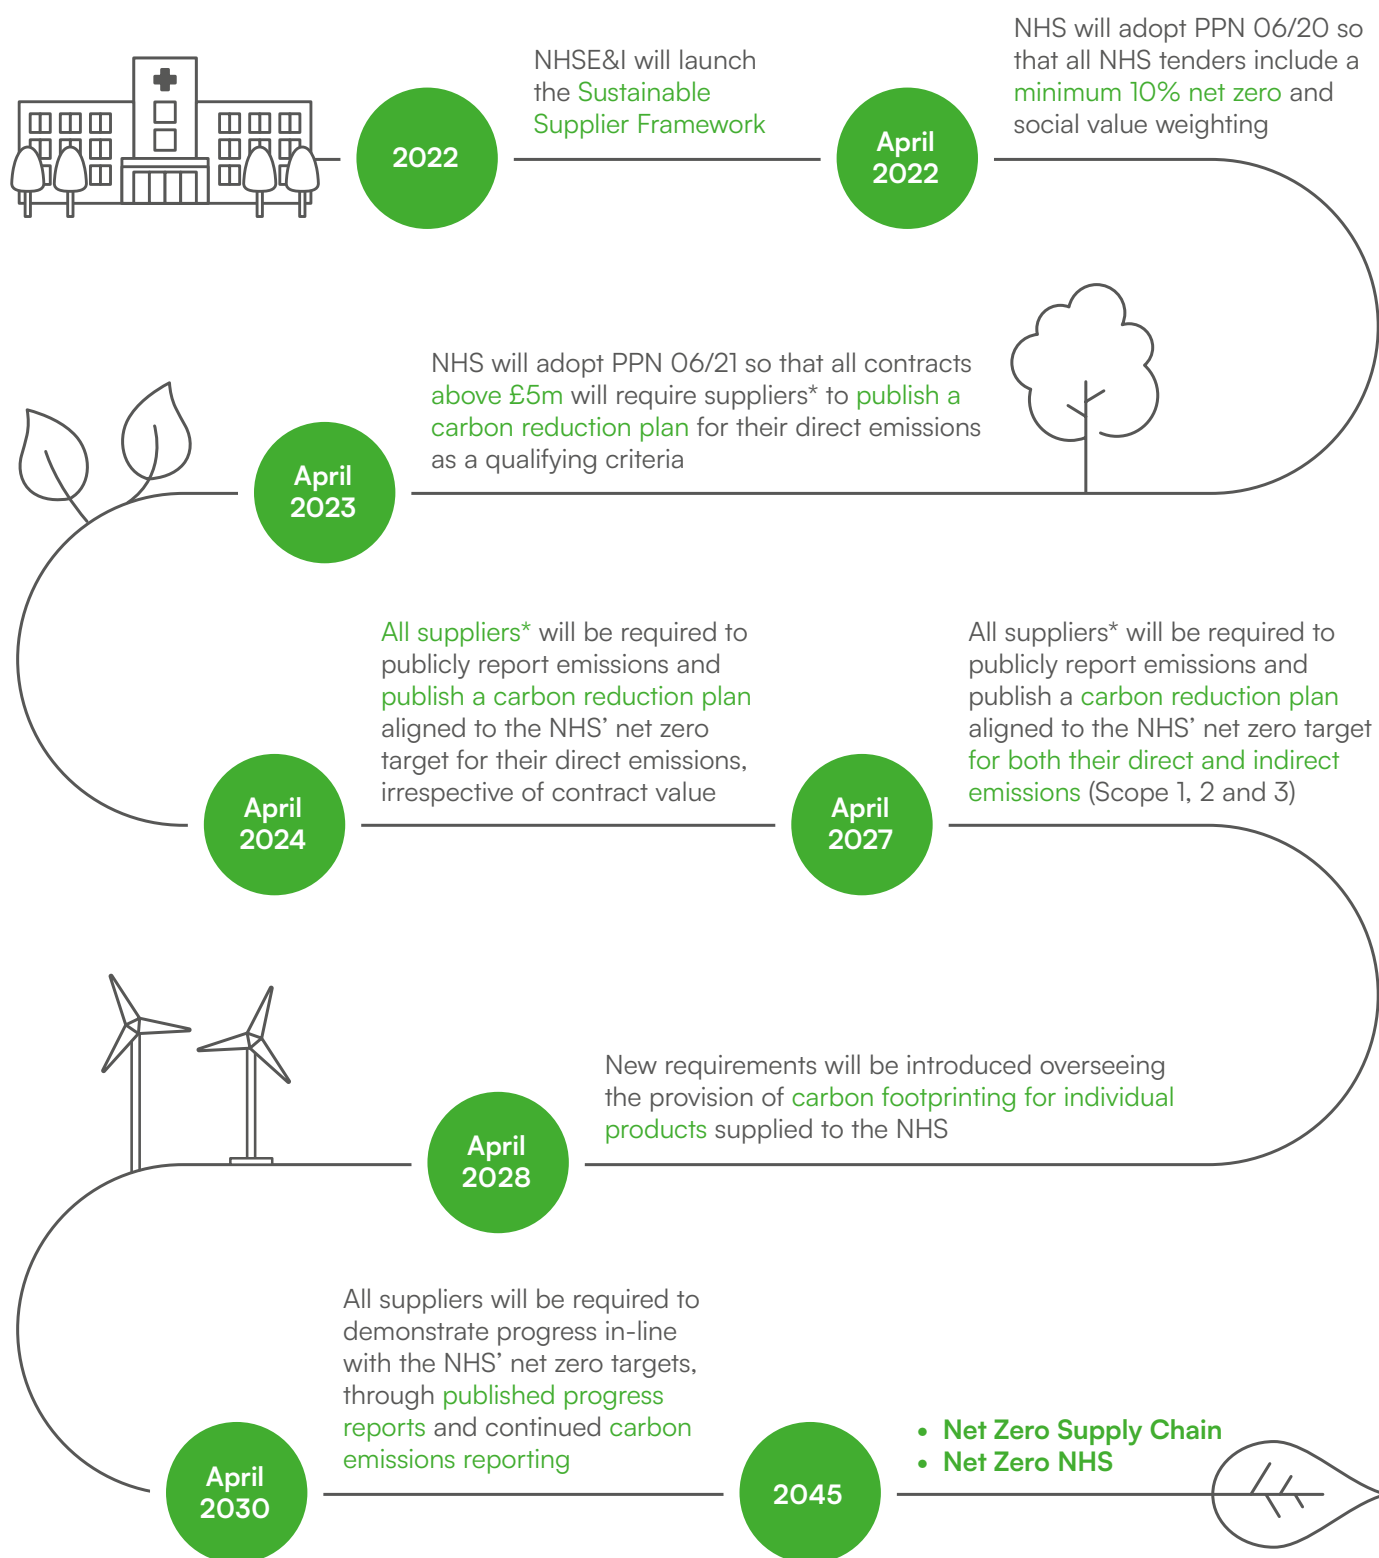 2022
NHSE&I will launch
the Sustainable
Supplier Framework
April
2022
NHS will adopt PPN 06/20 so
that all NHS tenders include a
minimum 10% net zero and
social value weighting
April
2023
NHS will adopt PPN 06/21 so that all contracts
above £5m will require suppliers* to publish a
carbon reduction plan for their direct emissions
as a qualifying criteria
April
2024
All suppliers* will be required to
publicly report emissions and
publish a carbon reduction plan
aligned to the NHS’ net zero
target for their direct emissions,
irrespective of contract value
April
2027
All suppliers* will be required to
publicly report emissions and
publish a carbon reduction plan
aligned to the NHS’ net zero target
for both their direct and indirect
emissions (Scope 1, 2 and 3)
April
2028
New requirements will be introduced overseeing
the provision of carbon footprinting for individual
products supplied to the NHS
April
2030
All suppliers will be required to
demonstrate progress in-line
with the NHS’ net zero targets,
through published progress
reports and continued carbon
emissions reporting
2045
• Net Zero Supply Chain
• Net Zero NHS